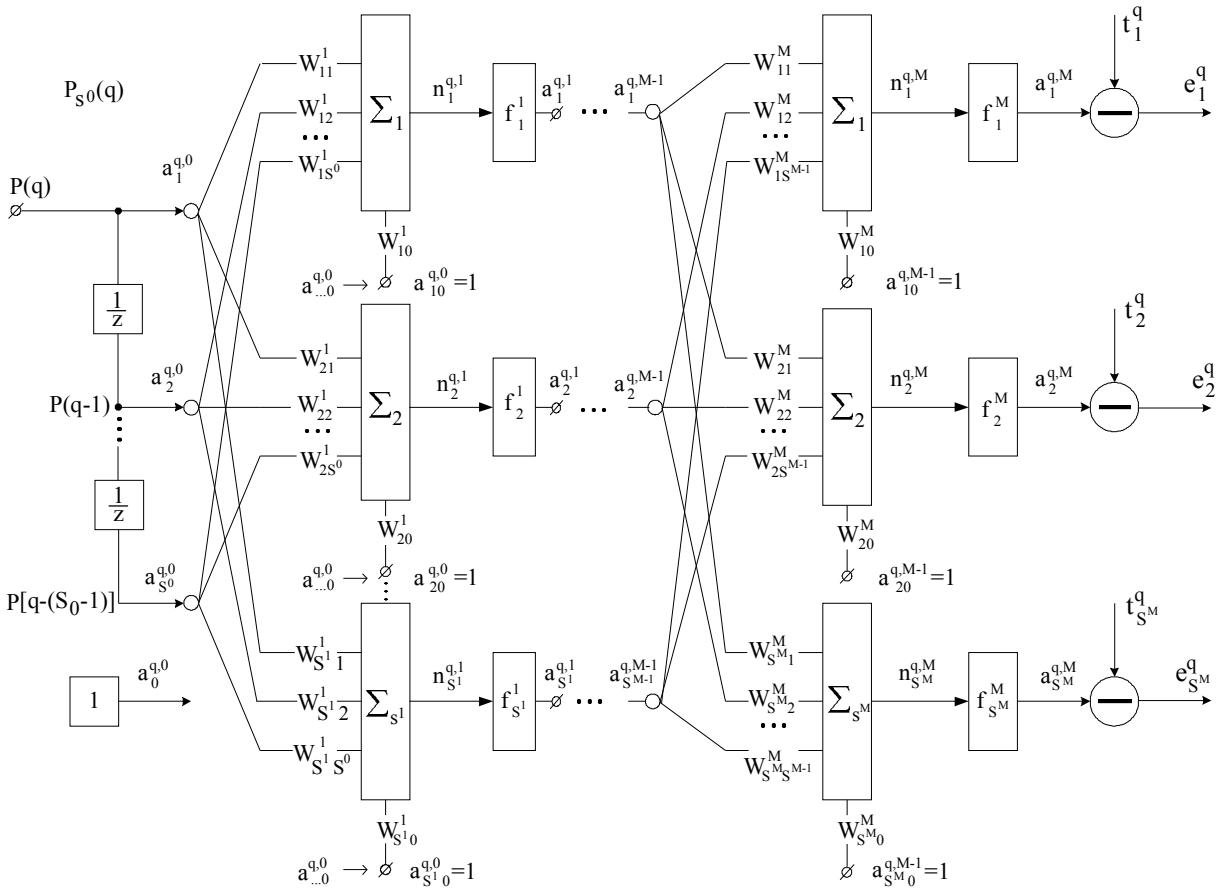 P_{S^0}(q)
P(q)
P(q-1)
P[q-(S_0-1)]
1/z
1/z
1
a_1^{q,0}
a_2^{q,0}
a_{S^0}^{q,0}
a_0^{q,0}
W_{11}^1
W_{12}^1
...
W_{1S^0}^1
Σ_1
W_{10}^1
a_{...0}^{q,0} → a_{10}^{q,0}=1
n_1^{q,1}
f_1^1
a_1^{q,1}
...
a_1^{q,M-1}
W_{21}^1
W_{22}^1
...
W_{2S^0}^1
Σ_2
W_{20}^1
a_{...0}^{q,0} → a_{20}^{q,0}=1
n_2^{q,1}
f_2^1
a_2^{q,1}
...
a_2^{q,M-1}
W_{S^1 1}^1
W_{S^1 2}^1
W_{S^1 S^0}^1
Σ_{S^1}
W_{S^1 0}^1
a_{...0}^{q,0} → a_{S^1 0}^{q,0}=1
n_{S^1}^{q,1}
f_{S^1}^1
a_{S^1}^{q,1}
...
a_{S^{M-1}}^{q,M-1}
W_{11}^M
W_{12}^M
...
W_{1S^{M-1}}^M
Σ_1
W_{10}^M
a_{10}^{q,M-1}=1
n_1^{q,M}
f_1^M
a_1^{q,M}
t_1^q
e_1^q
W_{21}^M
W_{22}^M
...
W_{2S^{M-1}}^M
Σ_2
W_{20}^M
a_{20}^{q,M-1}=1
n_2^{q,M}
f_2^M
a_2^{q,M}
t_2^q
e_2^q
W_{S^M 1}^M
W_{S^M 2}^M
...
W_{S^M S^{M-1}}^M
Σ_{S^M}
W_{S^M 0}^M
a_{S^M 0}^{q,M-1}=1
n_{S^M}^{q,M}
f_{S^M}^M
a_{S^M}^{q,M}
t_{S^M}^q
e_{S^M}^q